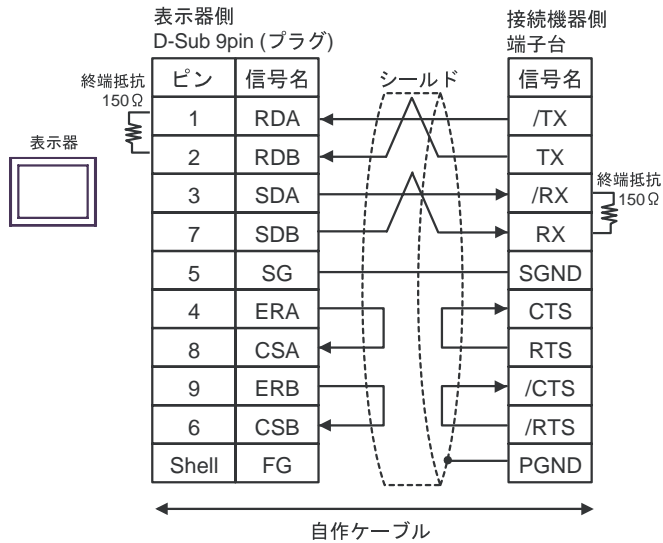 表示器側
D-Sub 9pin (プラグ)
接続機器側
端子台
終端抵抗
150Ω
ピン 信号名
シールド
信号名
1 RDA /TX
表示器
2 RDB TX
3 SDA /RX
終端抵抗
150Ω
7 SDB RX
5 SG SGND
4 ERA CTS
8 CSA RTS
9 ERB /CTS
6 CSB /RTS
Shell FG PGND
自作ケーブル